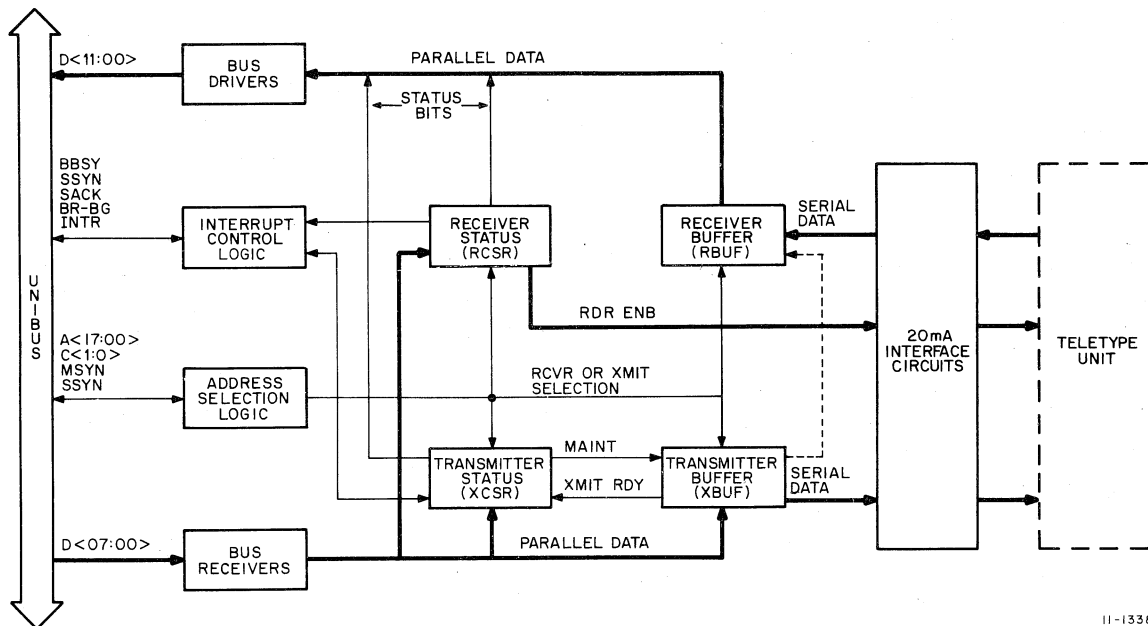 UNIBUS
D<11:00>
BUS
DRIVERS
PARALLEL DATA
STATUS
BITS
BBSY
SSYN
SACK
BR-BG
INTR
INTERRUPT
CONTROL
LOGIC
RECEIVER
STATUS
(RCSR)
RECEIVER
BUFFER
(RBUF)
SERIAL
DATA
RDR ENB
20mA
INTERFACE
CIRCUITS
TELETYPE
UNIT
A<17:00>
C<1:0>
MSYN
SSYN
ADDRESS
SELECTION
LOGIC
RCVR OR XMIT
SELECTION
TRANSMITTER
STATUS
(XCSR)
MAINT
XMIT RDY
TRANSMITTER
BUFFER
(XBUF)
SERIAL
DATA
D<07:00>
BUS
RECEIVERS
PARALLEL DATA